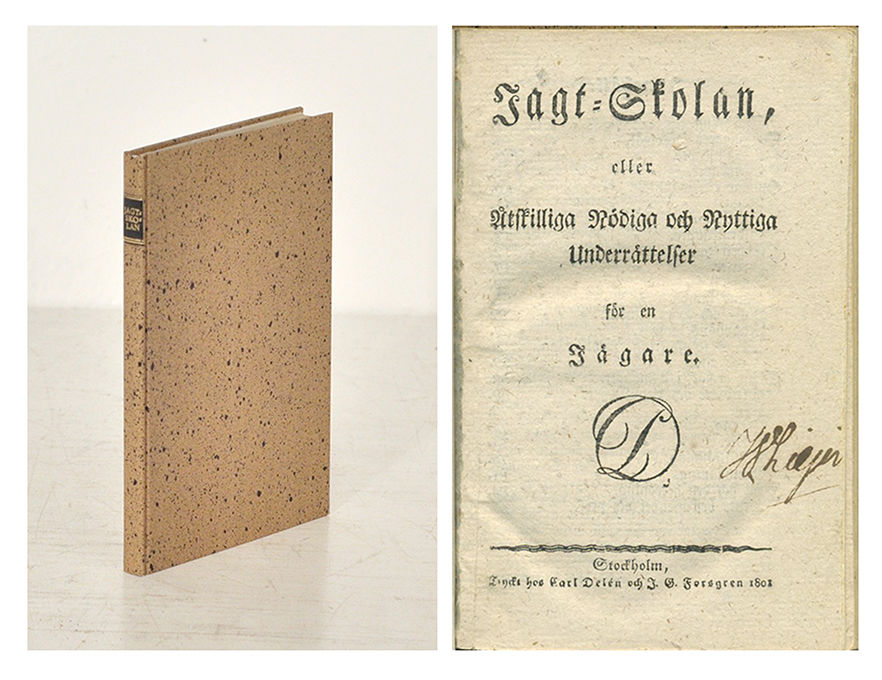 JAGT-
SKO-
LAN
Jagt-Skolan,
eller
Åtskilliga Nödiga och Nyttiga
Underrättelser
för en
Jägare.
D
Stockholm,
Tryckt hos Carl Delén och J. G. Forsgren 1801